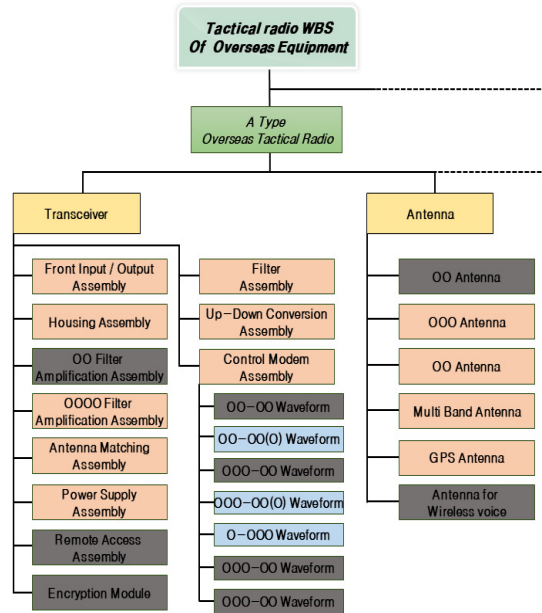 Tactical radio WBS
Of Overseas Equipment
A Type
Overseas Tactical Radio
Transceiver
Front Input / Output
Assembly
Housing Assembly
OO Filter
Amplification Assembly
OOOO Filter
Amplification Assembly
Antenna Matching
Assembly
Power Supply
Assembly
Remote Access
Assembly
Encryption Module
Filter
Assembly
Up-Down Conversion
Assembly
Control Modem
Assembly
OO-OO Waveform
OO-OO(O) Waveform
OOO-OO Waveform
OOO-OO(O) Waveform
O-OOO Waveform
OOO-OO Waveform
OOO-OO Waveform
Antenna
OO Antenna
OOO Antenna
OO Antenna
Multi Band Antenna
GPS Antenna
Antenna for
Wireless voice